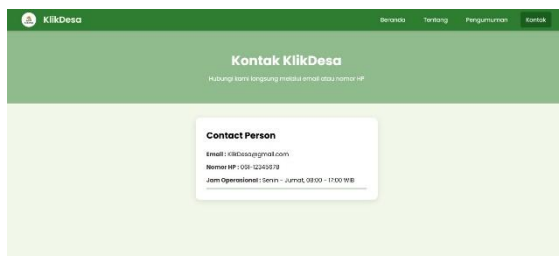 KlikDesa
Beranda
Tentang
Pengumuman
Kontak
Kontak KlikDesa
Hubungi kami langsung melalui email atau nomor HP
Contact Person
Email : KlikDesa@gmail.com
Nomor HP : 081-12345678
Jam Operasional : Senin - Jumat, 08:00 - 17:00 WIB